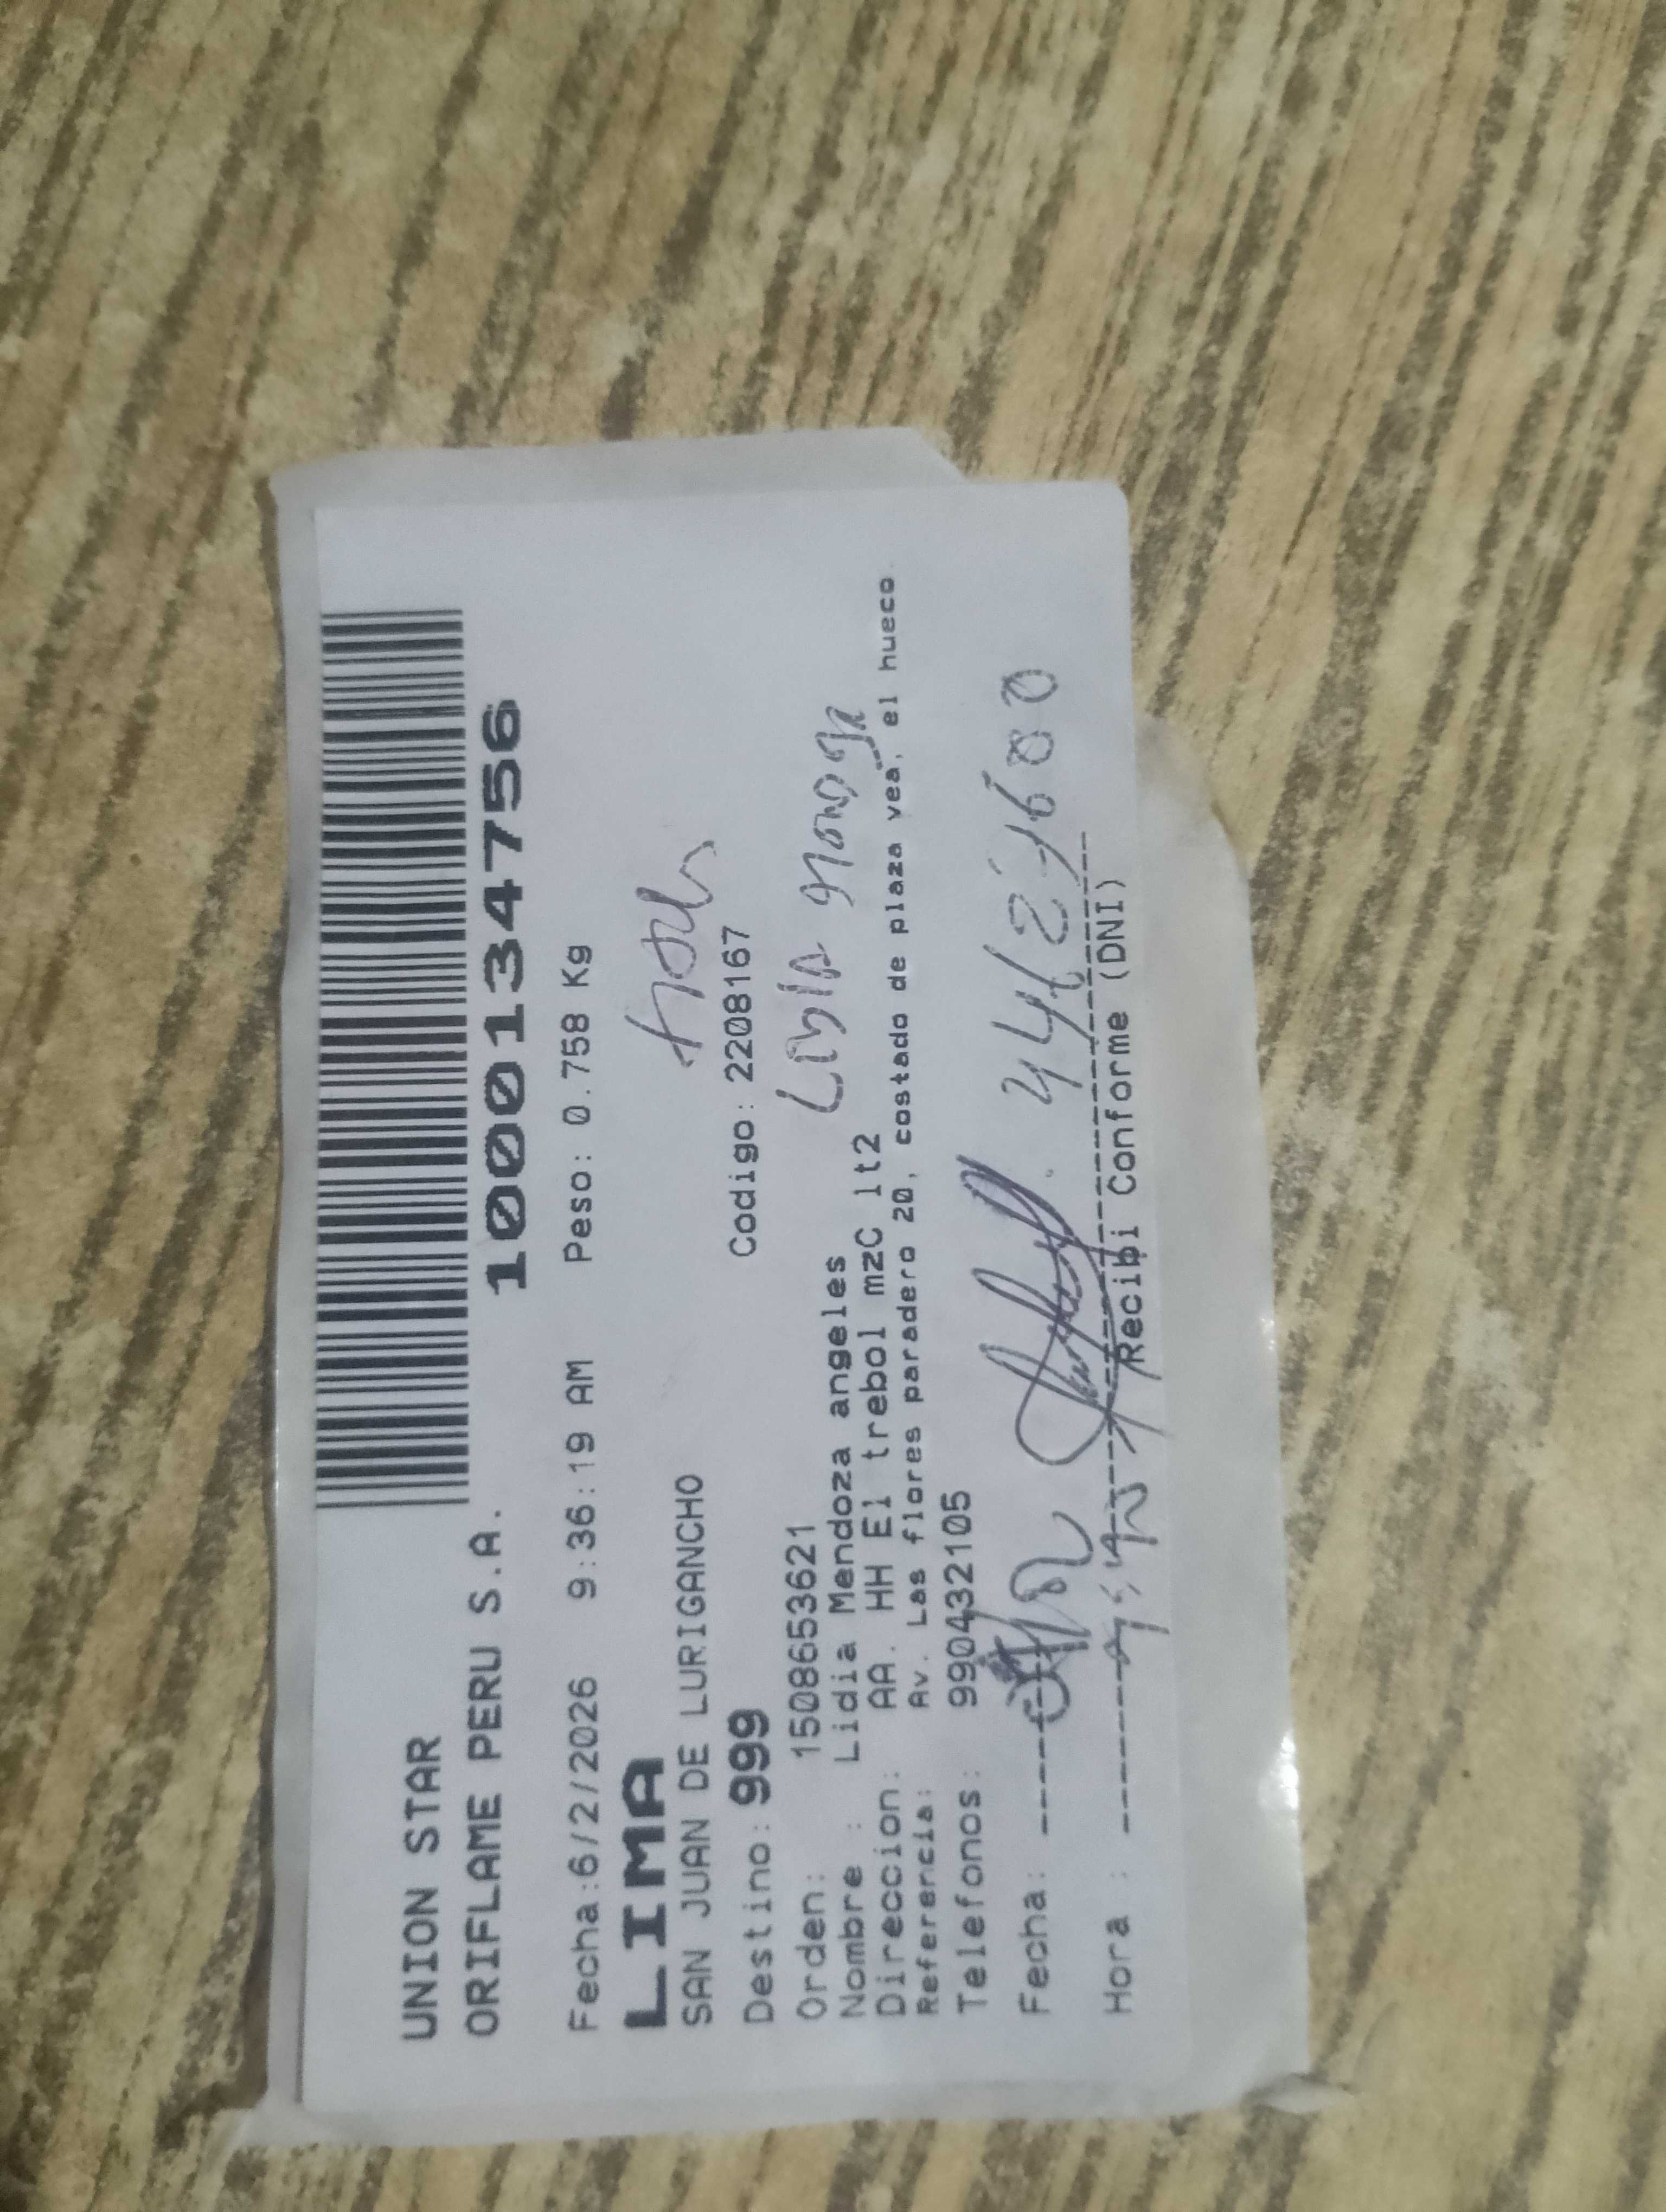 UNION STAR
ORIFLAME PERU S.A.
1000134756
Fecha:6/2/2026 9:36:19 AM Peso: 0.758 Kg
LIMA
SAN JUAN DE LURIGANCHO
Destino: 999 Codigo: 2208167
Orden: 1508653621
Nombre : Lidia Mendoza angeles
Direccion: AA. HH El trebol mzC lt2
Referencia: Av. Las flores paradero 20, costado de plaza vea, el hueco.
Telefonos: 990432105
Fecha:
Hora :
Recibi Conforme (DNI)